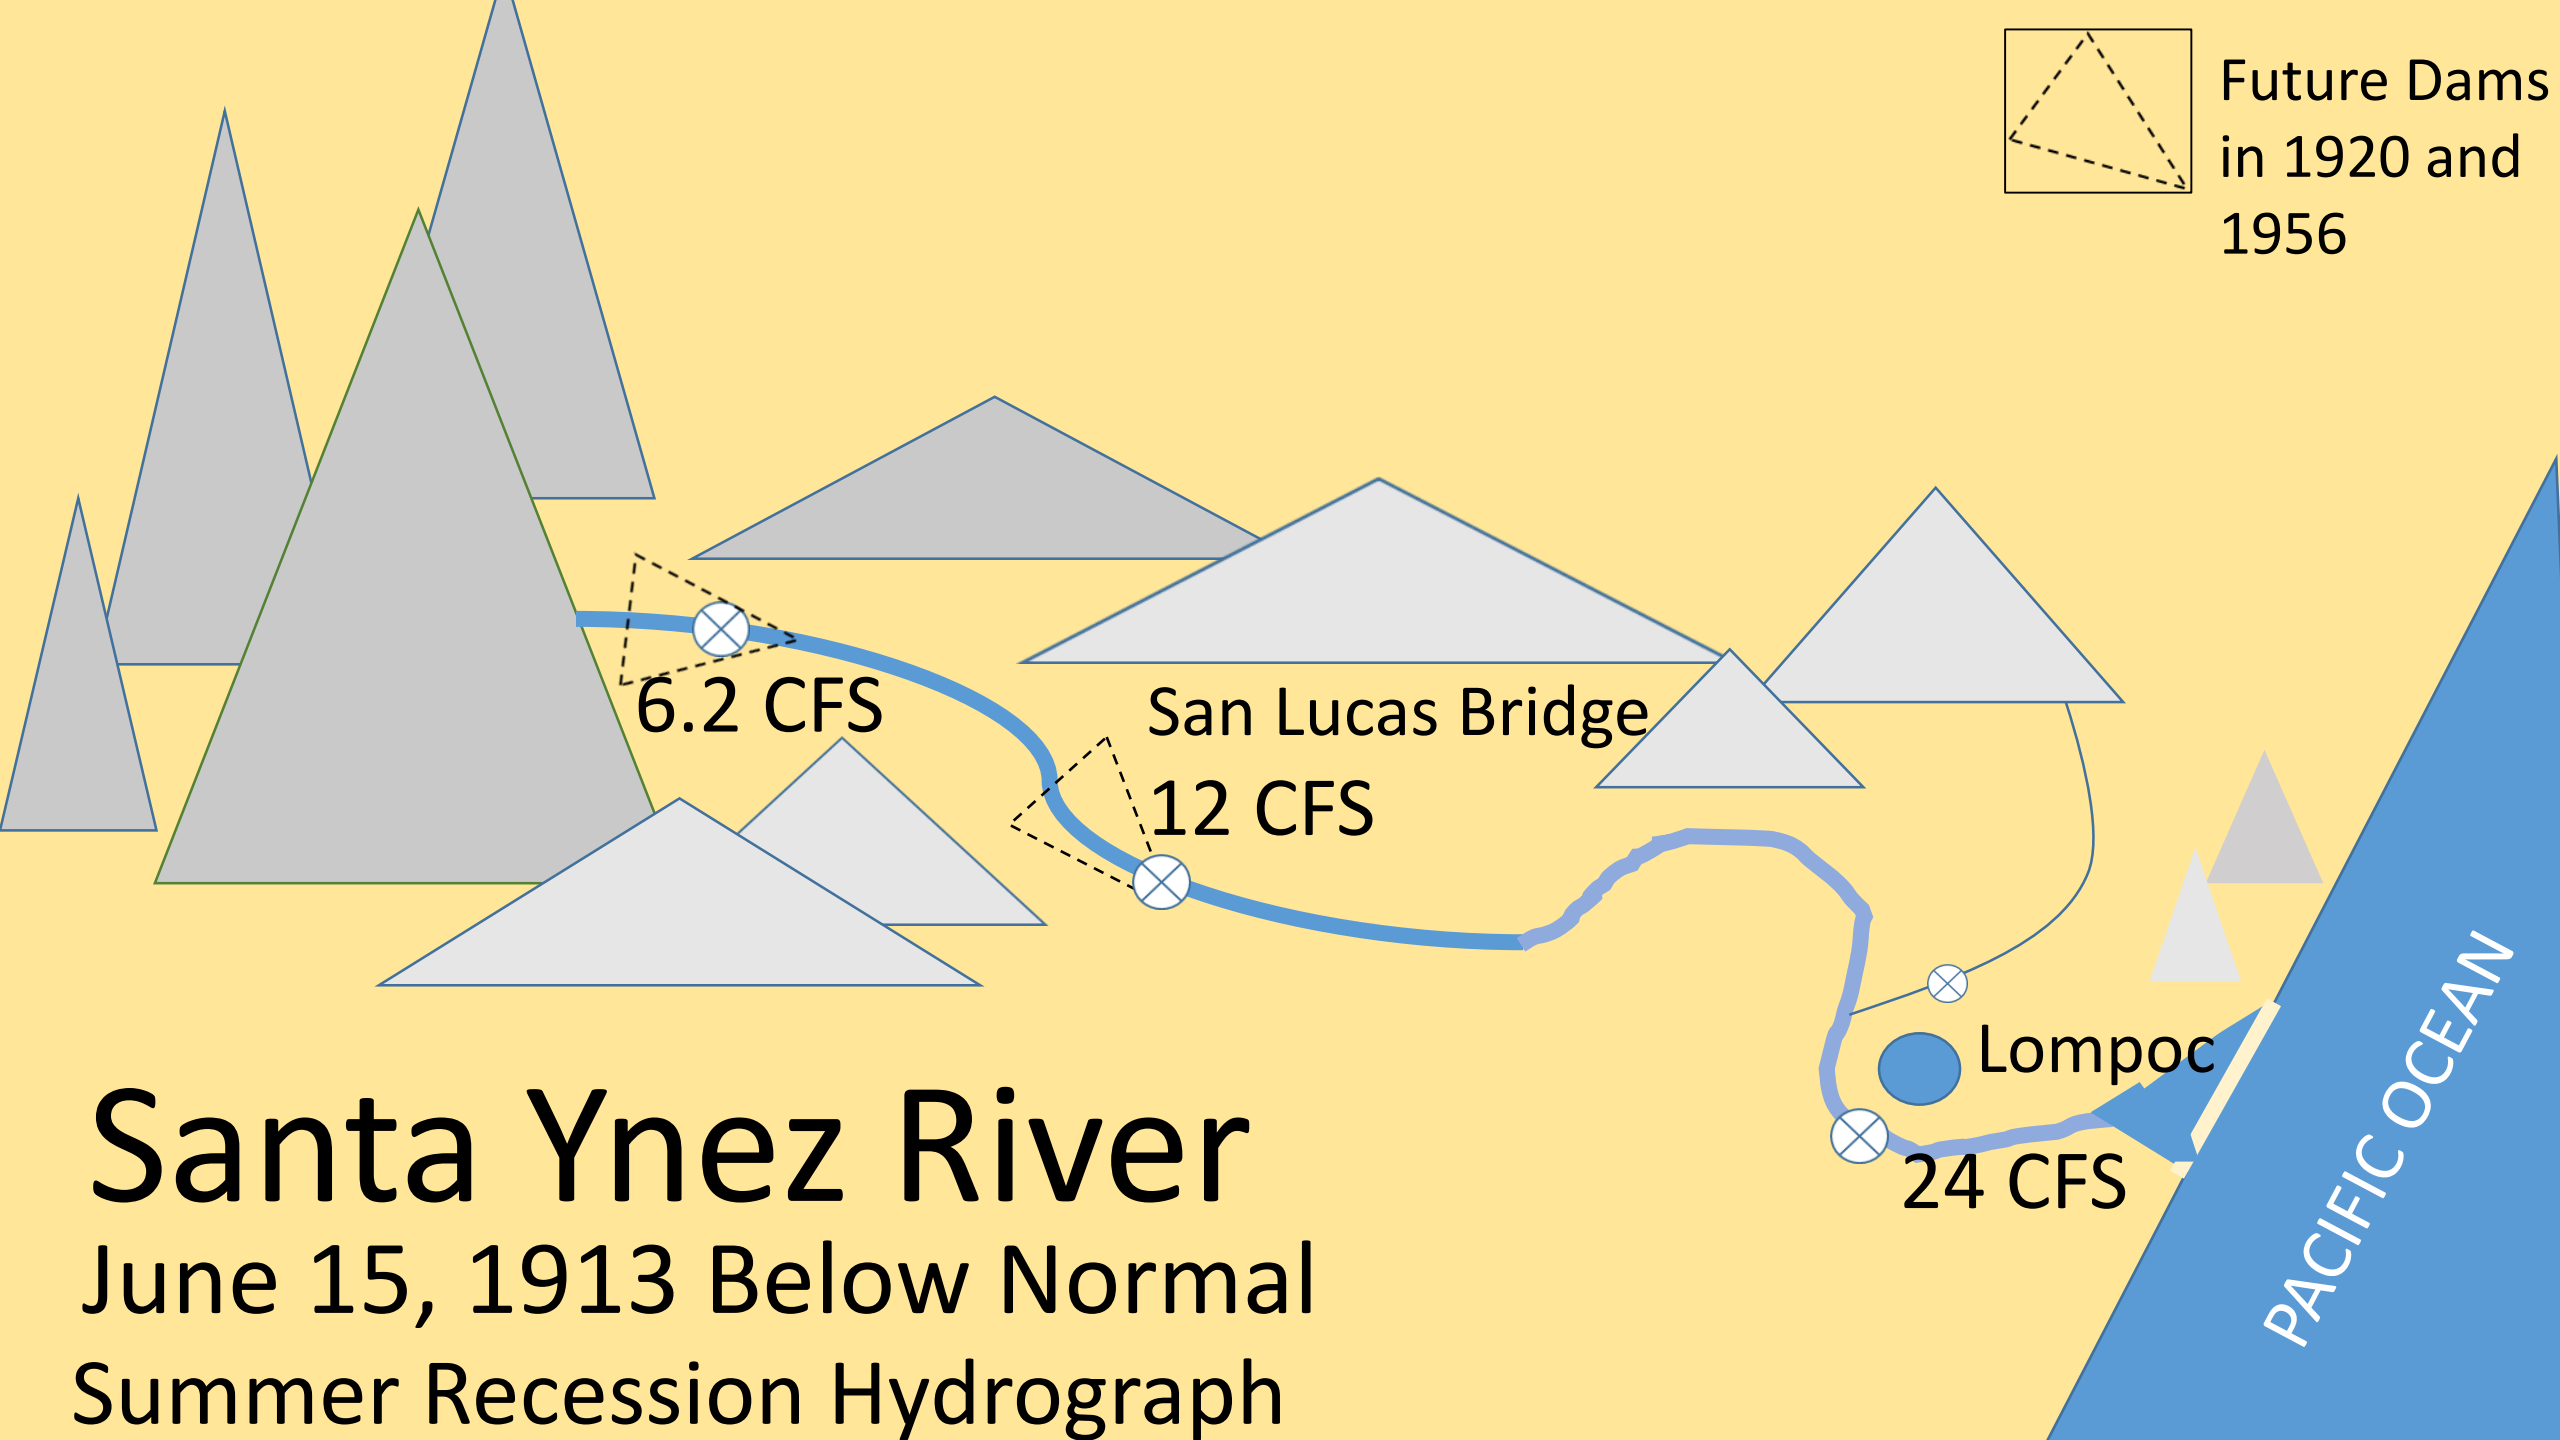 Future Dams
in 1920 and
1956
6.2 CFS
San Lucas Bridge
12 CFS
Lompoc
24 CFS
PACIFIC OCEAN
Santa Ynez River
June 15, 1913 Below Normal
Summer Recession Hydrograph